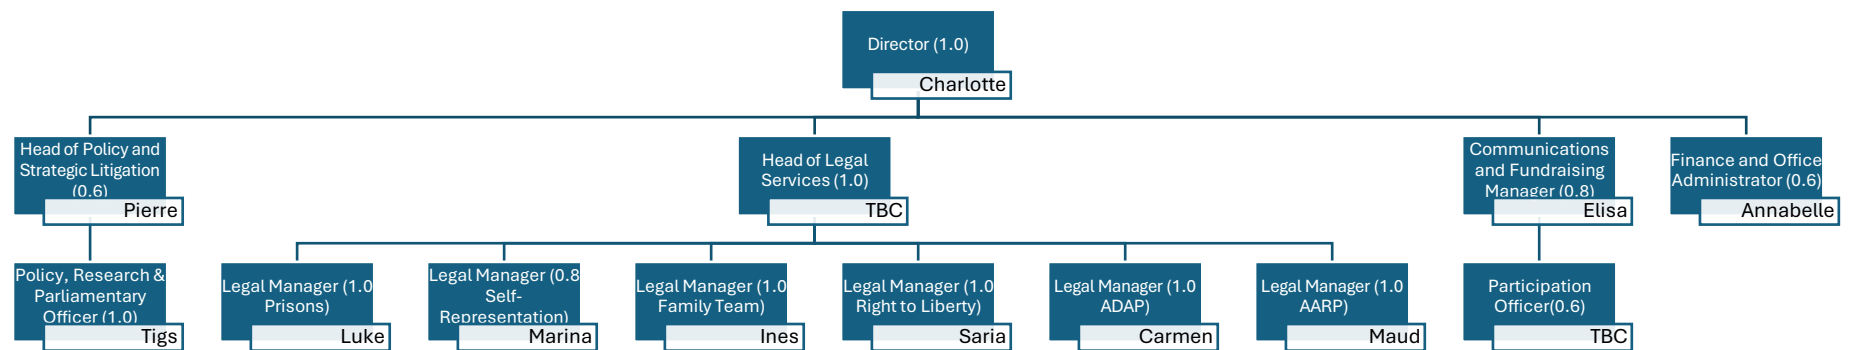 Director (1.0)
Charlotte
Head of Policy and
Strategic Litigation
(0.6)
Pierre
Head of Legal
Services (1.0)
TBC
Communications
and Fundraising
Manager (0.8)
Elisa
Finance and Office
Administrator (0.6)
Annabelle
Policy, Research &
Parliamentary
Officer (1.0)
Tigs
Legal Manager (1.0
Prisons)
Luke
Legal Manager (0.8
Self-
Representation)
Marina
Legal Manager (1.0
Family Team)
Ines
Legal Manager (1.0
Right to Liberty)
Saria
Legal Manager (1.0
ADAP)
Carmen
Legal Manager (1.0
AARP)
Maud
Participation
Officer(0.6)
TBC